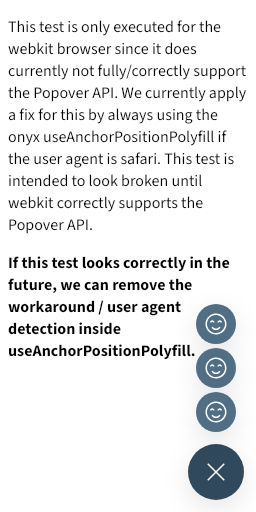 This test is only executed for the
webkit browser since it does
currently not fully/correctly support
the Popover API. We currently apply
a fix for this by always using the
onyx useAnchorPositionPolyfill if
the user agent is safari. This test is
intended to look broken until
webkit correctly supports the
Popover API.
If this test looks correctly in the
future, we can remove the
workaround / user agent
detection inside
useAnchorPositionPolyfill.